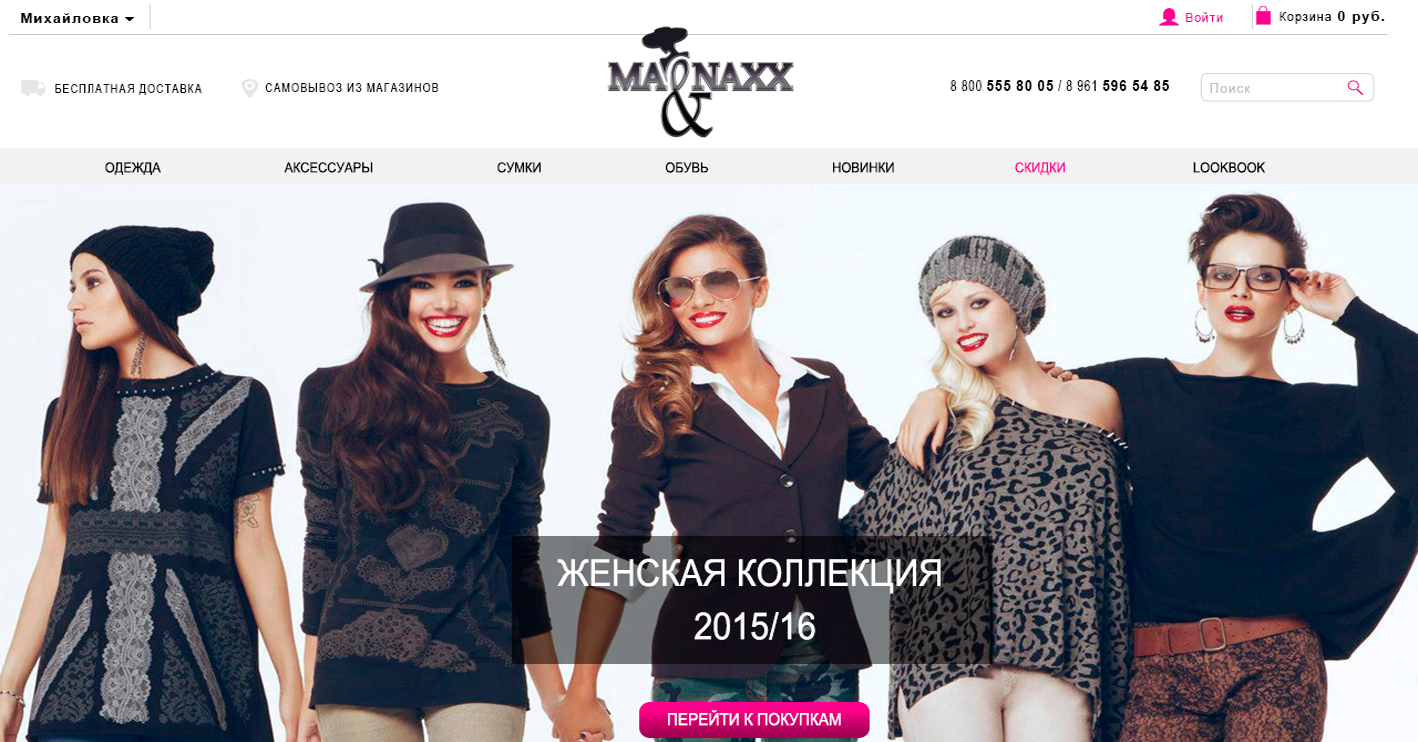 Михайловка
Войти
Корзина 0 руб.
БЕСПЛАТНАЯ ДОСТАВКА
САМОВЫВОЗ ИЗ МАГАЗИНОВ
MA&NAXX
8 800 555 80 05 / 8 961 596 54 85
Поиск
ОДЕЖДА
АКСЕССУАРЫ
СУМКИ
ОБУВЬ
НОВИНКИ
СКИДКИ
LOOKBOOK
ЖЕНСКАЯ КОЛЛЕКЦИЯ
2015/16
ПЕРЕЙТИ К ПОКУПКАМ